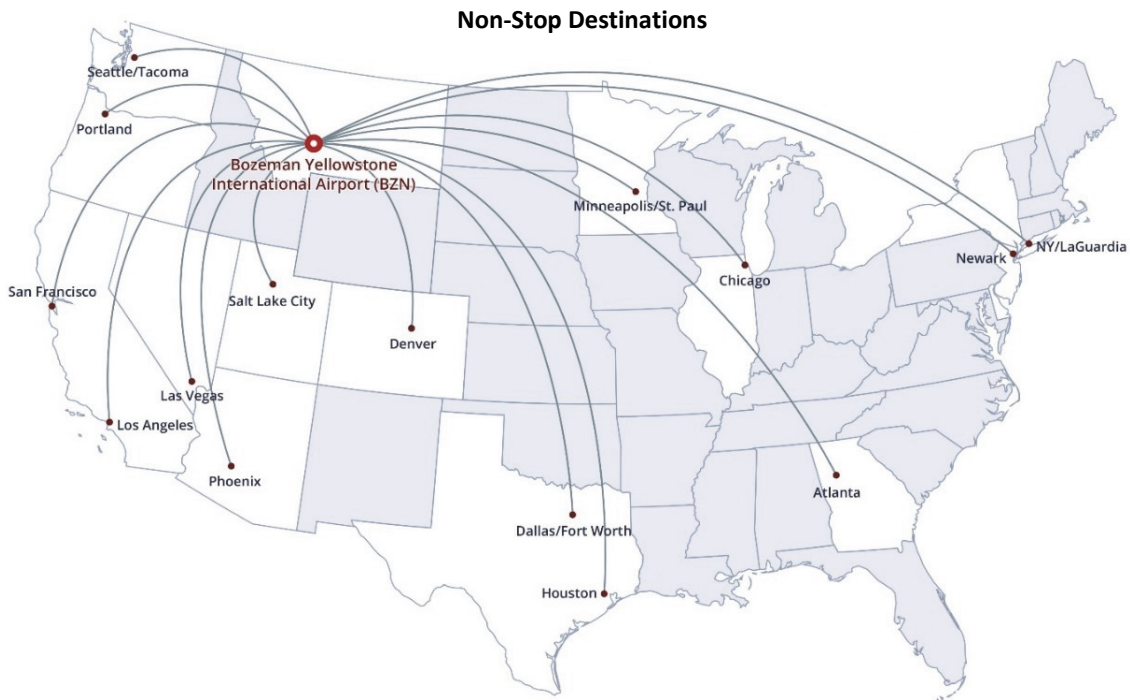 Non-Stop Destinations
Seattle/Tacoma
Portland
Bozeman Yellowstone
International Airport (BZN)
Minneapolis/St. Paul
NY/LaGuardia
Newark
Chicago
San Francisco
Salt Lake City
Denver
Las Vegas
Los Angeles
Phoenix
Atlanta
Dallas/Fort Worth
Houston